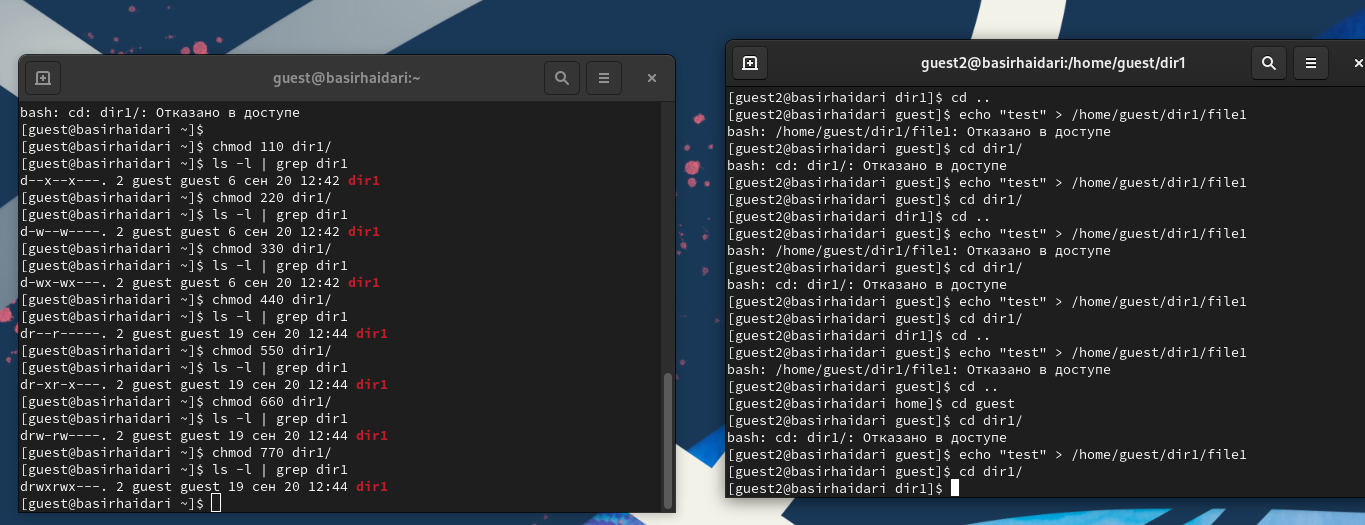 guest@basirhaidari:~
bash: cd: dir1/: Отказано в доступе
[guest@basirhaidari ~]$
[guest@basirhaidari ~]$ chmod 110 dir1/
[guest@basirhaidari ~]$ ls -l | grep dir1
d--x--x---. 2 guest guest 6 сен 20 12:42 dir1
[guest@basirhaidari ~]$ chmod 220 dir1/
[guest@basirhaidari ~]$ ls -l | grep dir1
d-w--w----. 2 guest guest 6 сен 20 12:42 dir1
[guest@basirhaidari ~]$ chmod 330 dir1/
[guest@basirhaidari ~]$ ls -l | grep dir1
d-wx-wx---. 2 guest guest 6 сен 20 12:42 dir1
[guest@basirhaidari ~]$ chmod 440 dir1/
[guest@basirhaidari ~]$ ls -l | grep dir1
dr--r-----. 2 guest guest 19 сен 20 12:44 dir1
[guest@basirhaidari ~]$ chmod 550 dir1/
[guest@basirhaidari ~]$ ls -l | grep dir1
dr-xr-x---. 2 guest guest 19 сен 20 12:44 dir1
[guest@basirhaidari ~]$ chmod 660 dir1/
[guest@basirhaidari ~]$ ls -l | grep dir1
drw-rw----. 2 guest guest 19 сен 20 12:44 dir1
[guest@basirhaidari ~]$ chmod 770 dir1/
[guest@basirhaidari ~]$ ls -l | grep dir1
drwxrwx---. 2 guest guest 19 сен 20 12:44 dir1
[guest@basirhaidari ~]$
guest2@basirhaidari:/home/guest/dir1
[guest2@basirhaidari dir1]$ cd ..
[guest2@basirhaidari guest]$ echo "test" > /home/guest/dir1/file1
bash: /home/guest/dir1/file1: Отказано в доступе
[guest2@basirhaidari guest]$ cd dir1/
bash: cd: dir1/: Отказано в доступе
[guest2@basirhaidari guest]$ echo "test" > /home/guest/dir1/file1
[guest2@basirhaidari guest]$ cd dir1/
[guest2@basirhaidari dir1]$ cd ..
[guest2@basirhaidari guest]$ echo "test" > /home/guest/dir1/file1
bash: /home/guest/dir1/file1: Отказано в доступе
[guest2@basirhaidari guest]$ cd dir1/
bash: cd: dir1/: Отказано в доступе
[guest2@basirhaidari guest]$ echo "test" > /home/guest/dir1/file1
[guest2@basirhaidari guest]$ cd dir1/
[guest2@basirhaidari dir1]$ cd ..
[guest2@basirhaidari guest]$ echo "test" > /home/guest/dir1/file1
bash: /home/guest/dir1/file1: Отказано в доступе
[guest2@basirhaidari guest]$ cd ..
[guest2@basirhaidari home]$ cd guest
[guest2@basirhaidari guest]$ cd dir1/
bash: cd: dir1/: Отказано в доступе
[guest2@basirhaidari guest]$ echo "test" > /home/guest/dir1/file1
[guest2@basirhaidari guest]$ cd dir1/
[guest2@basirhaidari dir1]$